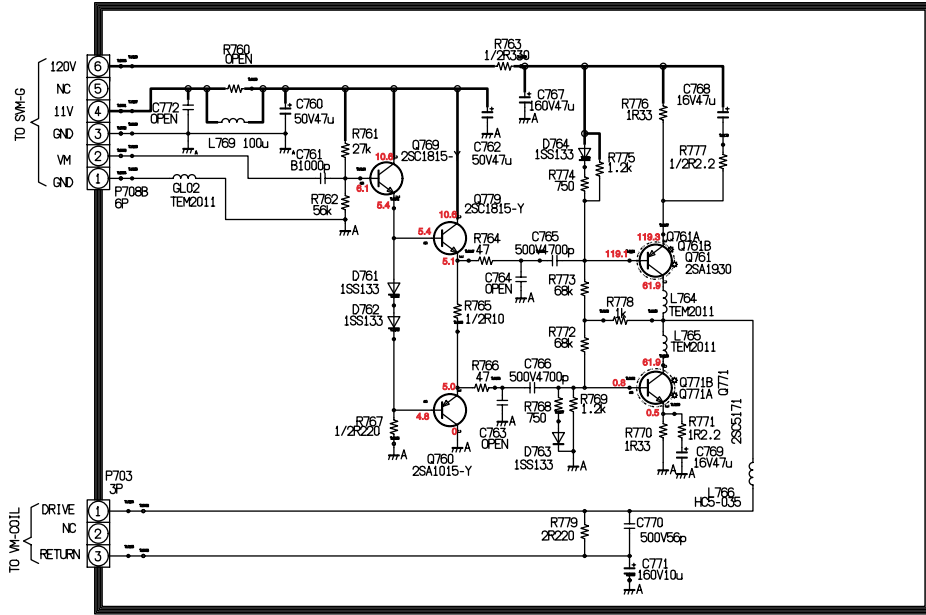 TO SVM-G
120V
6
NC
5
11V
4
GND
3
VM
2
GND
1
P708B
6P
GL02
TEM2011
R760
OPEN
C772
OPEN
L769 100u
C760
50V47u
A
A
R761
27k
C761
B1000p
R762
56k
A
10.6
Q769
2SC1815-
6.1
5.4
Q779
2SC1815-Y
10.6
5.4
5.1
C762
50V47u
A
R763
1/2R330
C767
160V47u
A
D764
1SS133
R774
750
R775
1.2k
R776
1R33
C768
16V47u
R777
1/2R2.2
R764
47
C765
500V4700p
C764
OPEN
A
119.3
119.1
Q761A
Q761B
Q761
2SA1930
61.9
L764
TEM2011
R773
68k
R778
1k
L765
TEM2011
R772
68k
D761
1SS133
D762
1SS133
R765
1/2R10
R766
47
C766
500V4700p
5.0
4.8
0
Q760
2SA1015-Y
A
R767
1/2R220
A
C763
OPEN
A
R768
750
R769
1.2k
D763
1SS133
A
61.9
0.8
0.5
Q771B
Q771A
Q771
2SC5171
R770
1R33
R771
1R2.2
C769
16V47u
A
A
L766
HC5-035
P703
3P
TO VM-COIL
DRIVE
1
NC
2
RETURN
3
R779
2R220
C770
500V56p
C771
160V10u
A